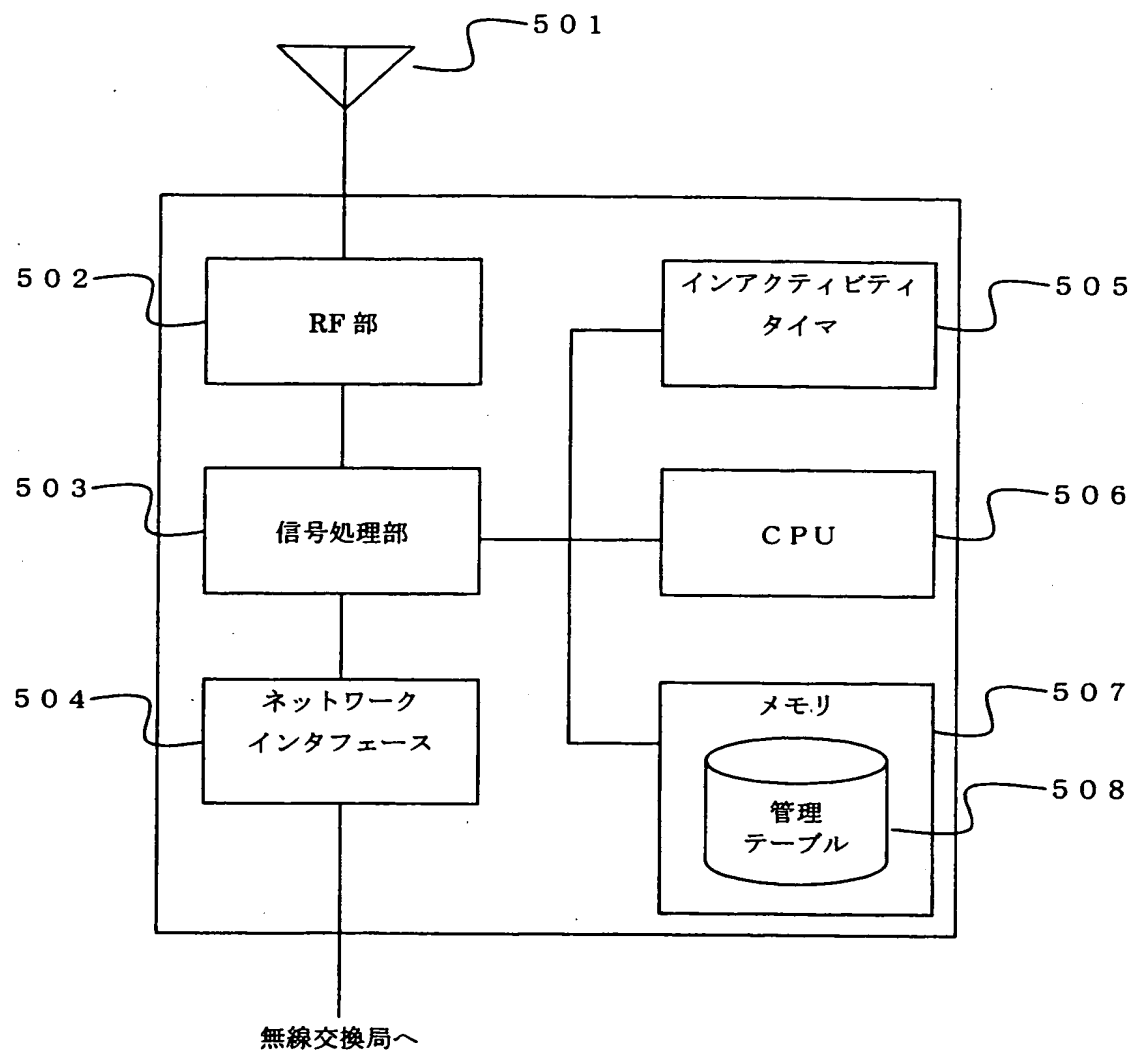 ５０１
５０２
RF 部
インアクティビティ
タイマ
５０５
５０３
信号処理部
ＣＰＵ
５０６
５０４
ネットワーク
インタフェース
メモリ
５０７
管理
テーブル
５０８
無線交換局へ